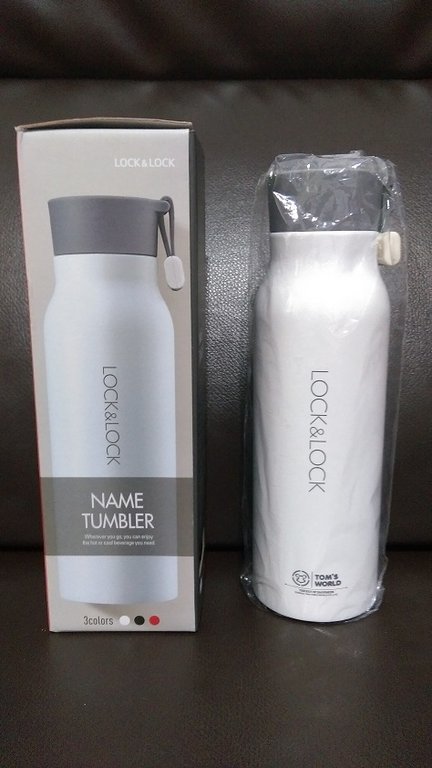 LOCK&LOCK
LOCK&LOCK
NAME
TUMBLER
Wherever you go, you can enjoy
the hot or cool beverage you need.
3colors
LOCK&LOCK
TOM'S
WORLD